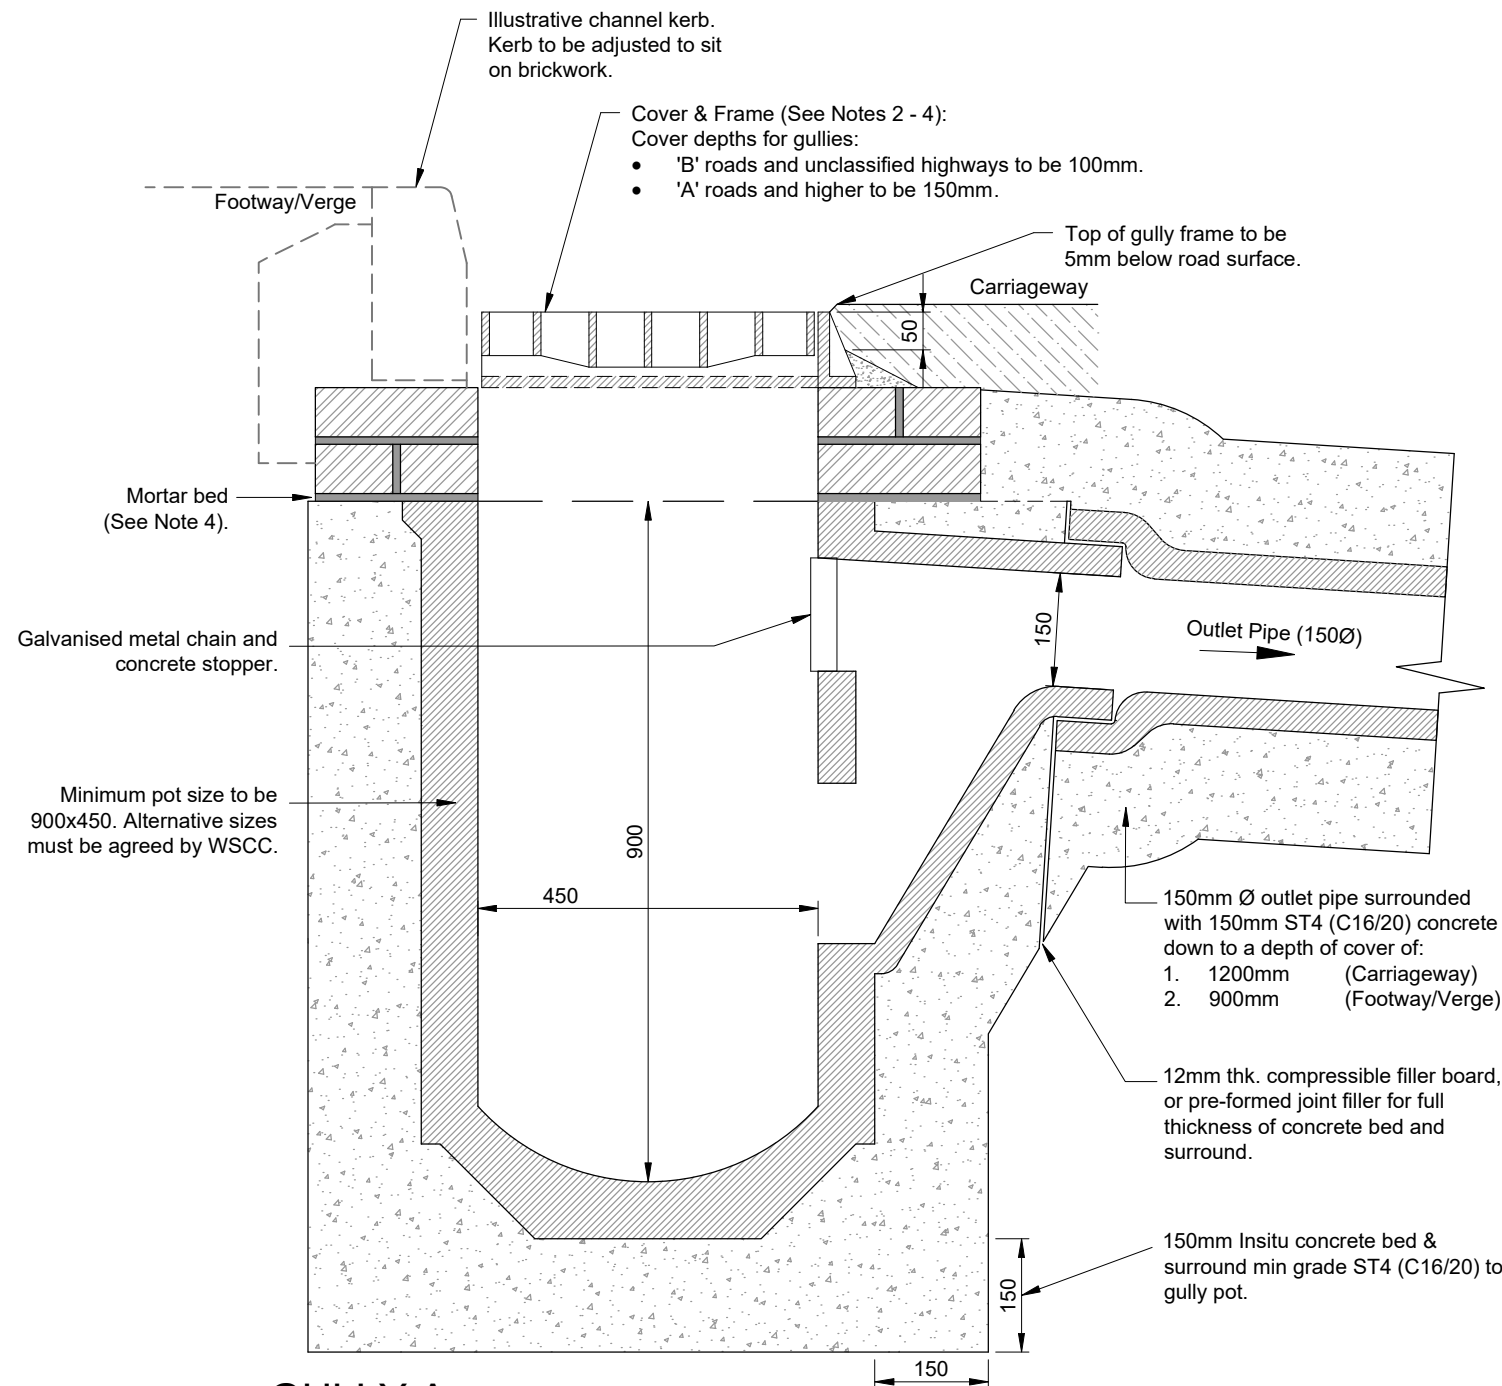 Illustrative channel kerb.
Kerb to be adjusted to sit
on brickwork.
Cover & Frame (See Notes 2 - 4):
Cover depths for gullies:
• 'B' roads and unclassified highways to be 100mm.
• 'A' roads and higher to be 150mm.
Footway/Verge
Top of gully frame to be
5mm below road surface.
Carriageway
50
Mortar bed
(See Note 4).
Galvanised metal chain and
concrete stopper.
150
Outlet Pipe (150Ø)
Minimum pot size to be
900x450. Alternative sizes
must be agreed by WSCC.
900
450
150mm Ø outlet pipe surrounded
with 150mm ST4 (C16/20) concrete
down to a depth of cover of:
1. 1200mm (Carriageway)
2. 900mm (Footway/Verge)
12mm thk. compressible filler board,
or pre-formed joint filler for full
thickness of concrete bed and
surround.
150mm Insitu concrete bed &
surround min grade ST4 (C16/20) to
gully pot.
150
150